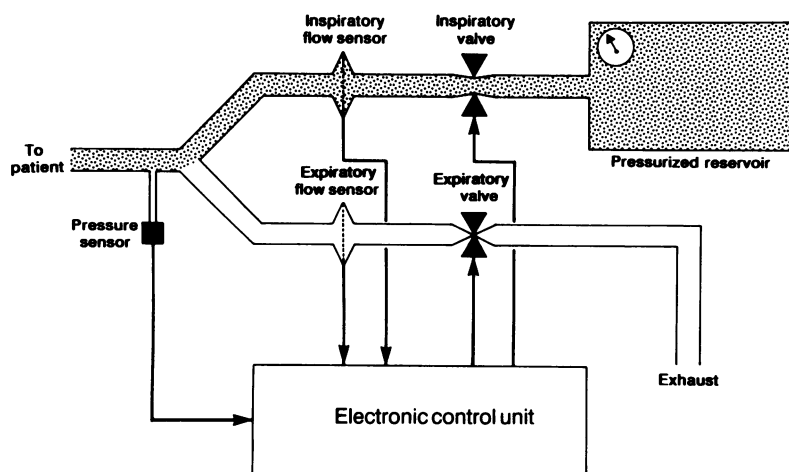 Inspiratory
flow sensor
Inspiratory
valve
To
patient
Pressurized reservoir
Expiratory
flow sensor
Expiratory
valve
Pressure
sensor
Exhaust
Electronic control unit